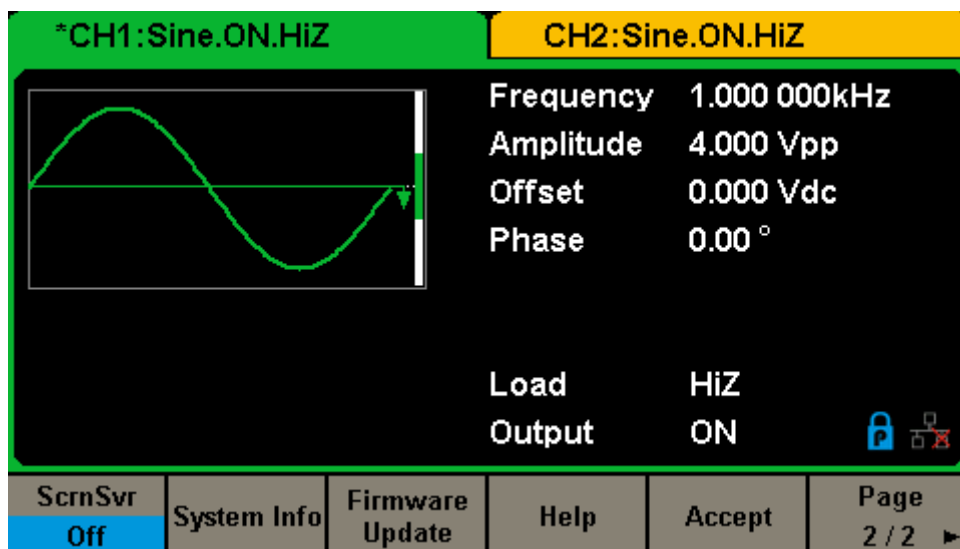 *CH1:Sine.ON.HiZ CH2:Sine.ON.HiZ
Frequency 1.000 000kHz
Amplitude 4.000 Vpp
Offset 0.000 Vdc
Phase 0.00 °
Load HiZ
Output ON
P
ScrnSvr
Off
System Info
Firmware
Update
Help
Accept
Page
2 / 2 ►